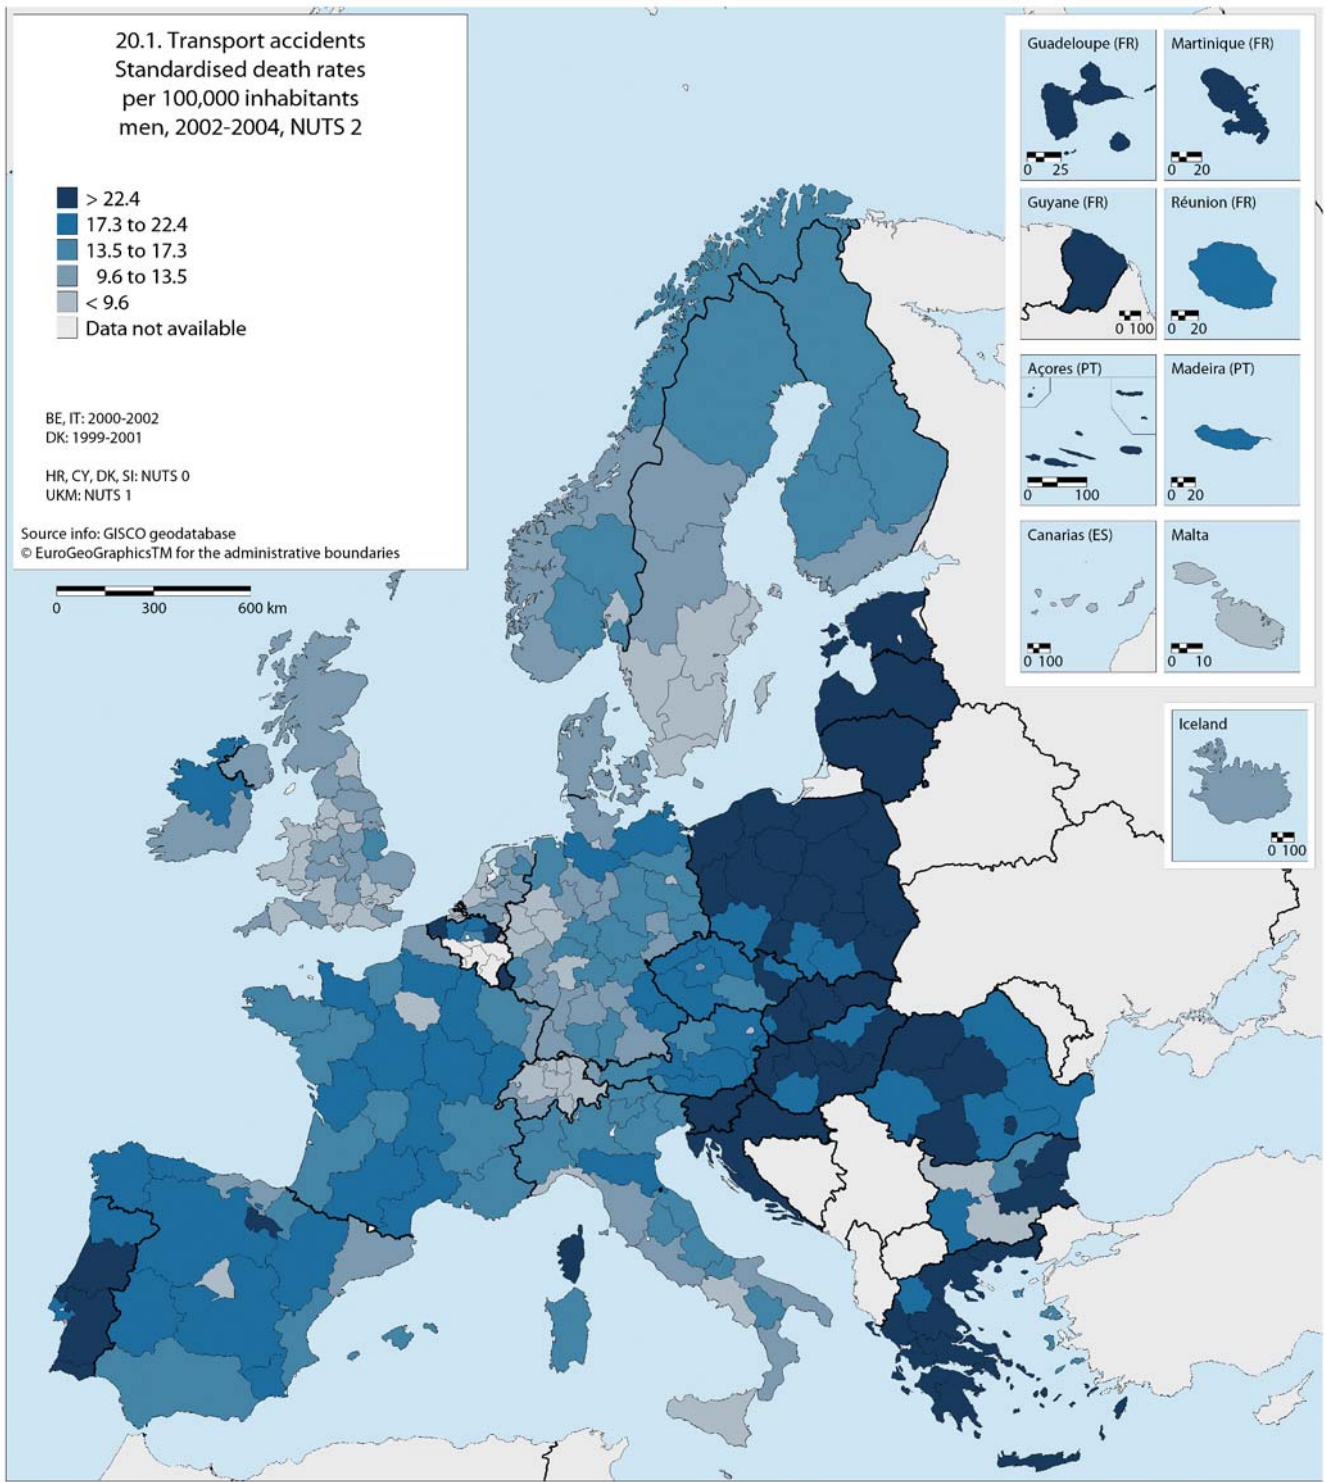 20.1. Transport accidents
Standardised death rates
per 100,000 inhabitants
men, 2002-2004, NUTS 2
> 22.4
17.3 to 22.4
13.5 to 17.3
9.6 to 13.5
< 9.6
Data not available
BE, IT: 2000-2002
DK: 1999-2001
HR, CY, DK, SI: NUTS 0
UKM: NUTS 1
Source info: GISCO geodatabase
© EuroGeoGraphicsTM for the administrative boundaries
0 300 600 km
Guadeloupe (FR)
0 25
Martinique (FR)
0 20
Guyane (FR)
0 100
Réunion (FR)
0 20
Açores (PT)
0 100
Madeira (PT)
0 20
Canarias (ES)
0 100
Malta
0 10
Iceland
0 100